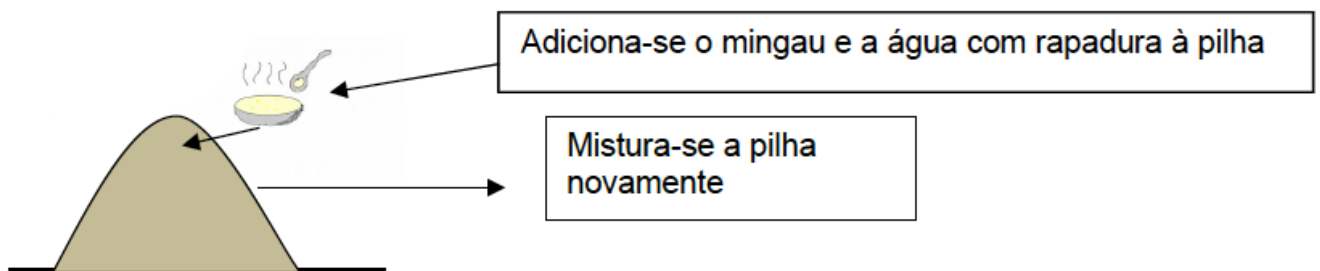 Adiciona-se o mingau e a água com rapadura à pilha
Mistura-se a pilha
novamente